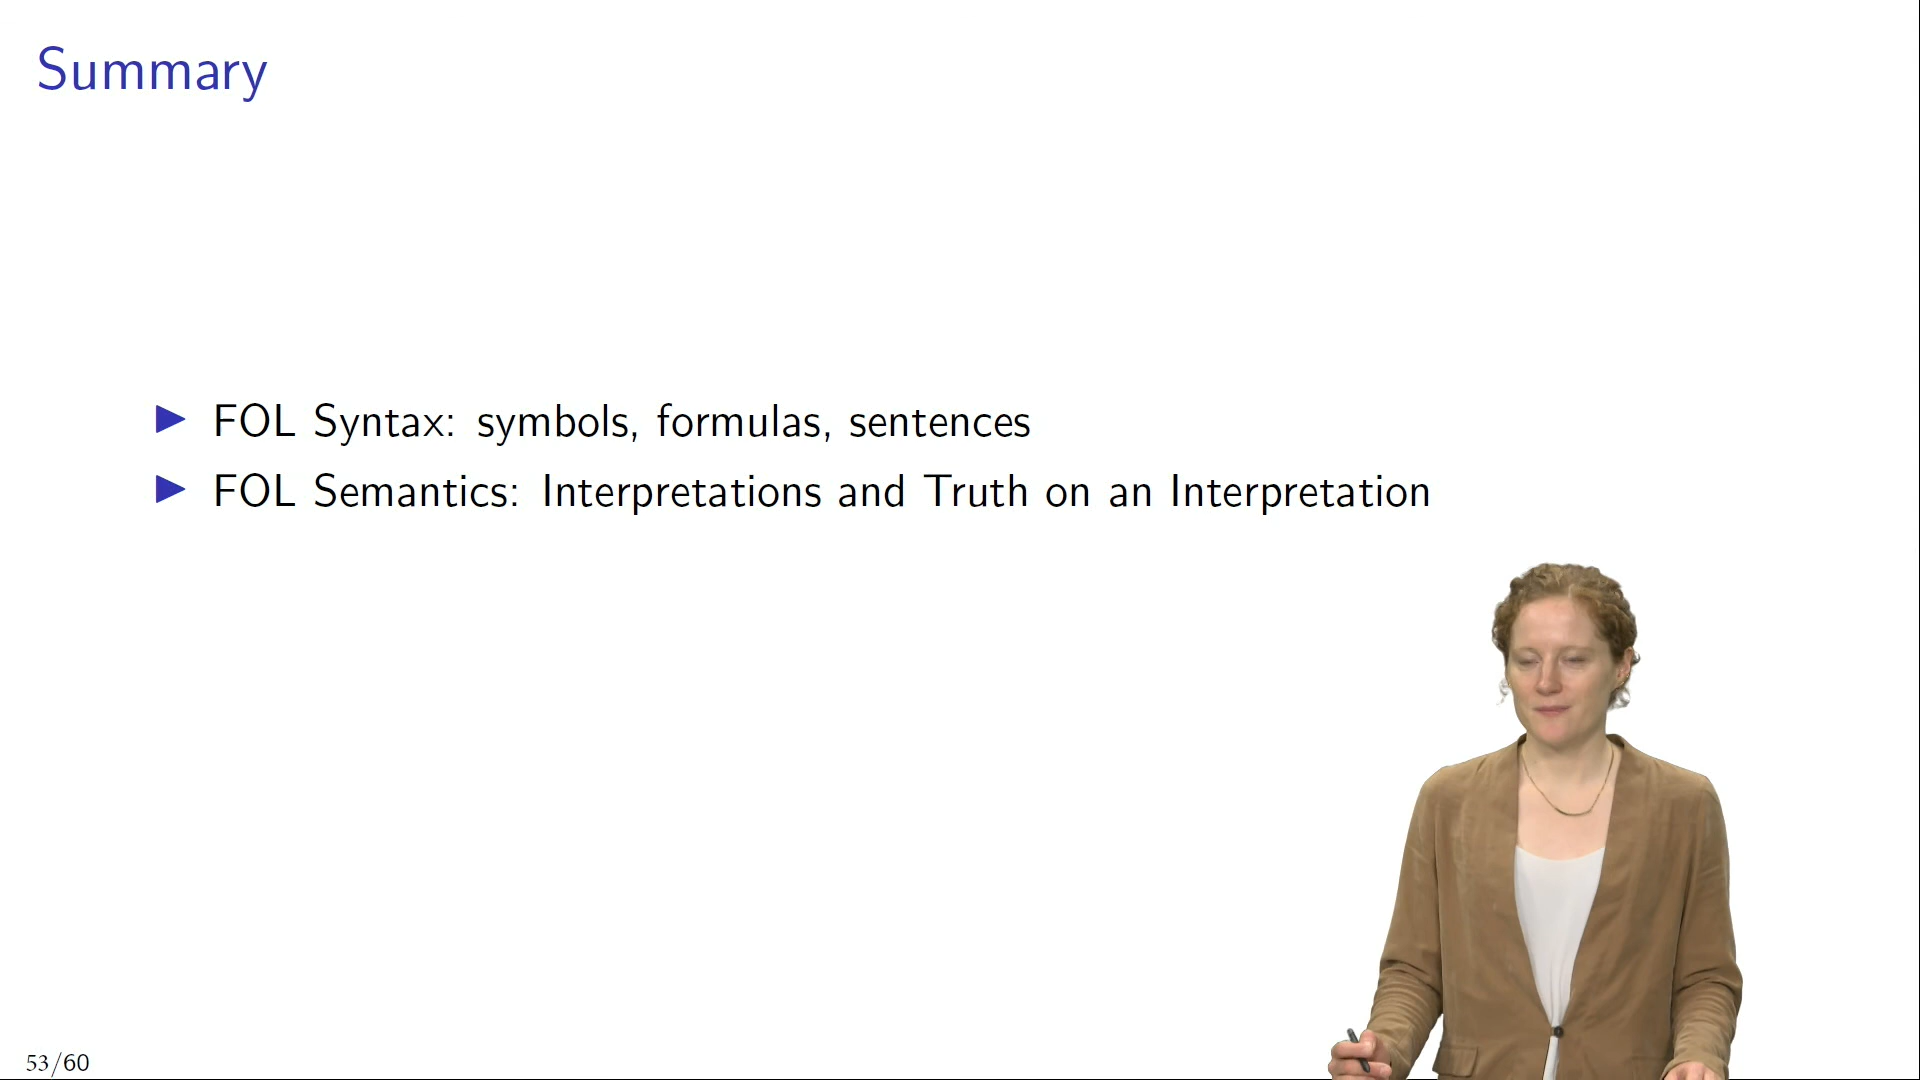 Summary
FOL Syntax: symbols, formulas, sentences
FOL Semantics: Interpretations and Truth on an Interpretation
53/60